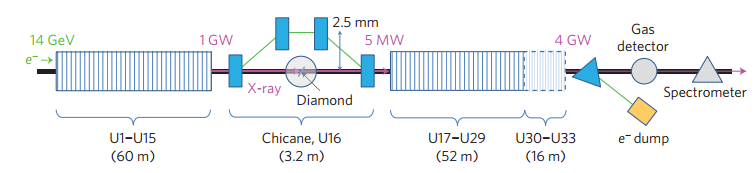 14 GeV
e⁻→
1 GW
2.5 mm
5 MW
4 GW
Gas
detector
X-ray
Diamond
Spectrometer
U1–U15
(60 m)
Chicane, U16
(3.2 m)
U17–U29
(52 m)
U30–U33
(16 m)
e⁻ dump